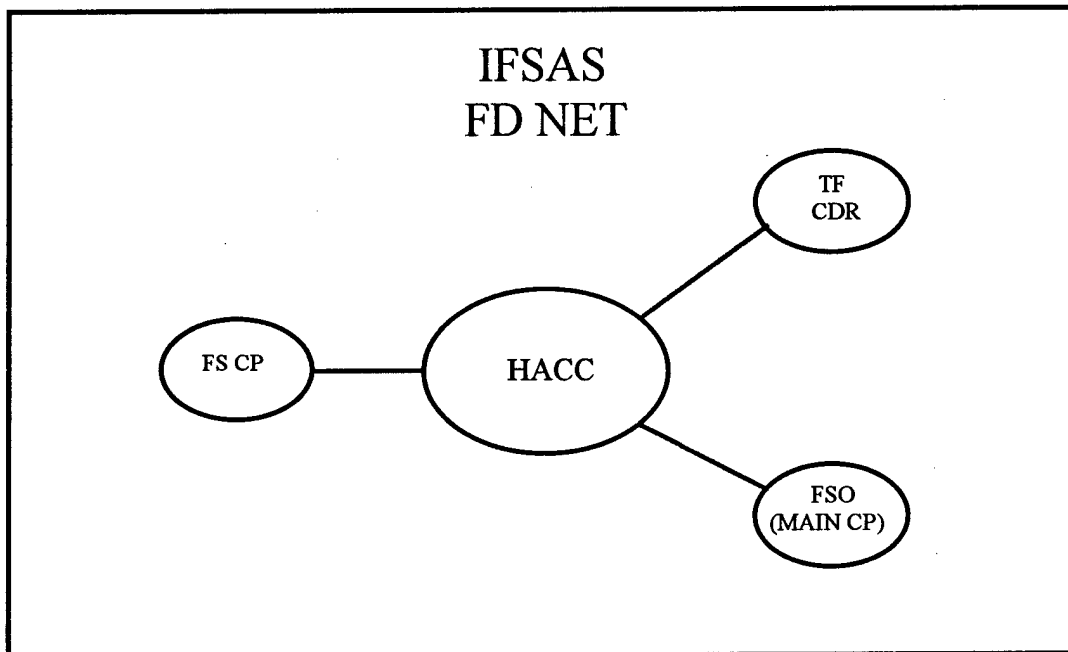 IFSAS
FD NET
TF
CDR
FS CP
HACC
FSO
(MAIN CP)